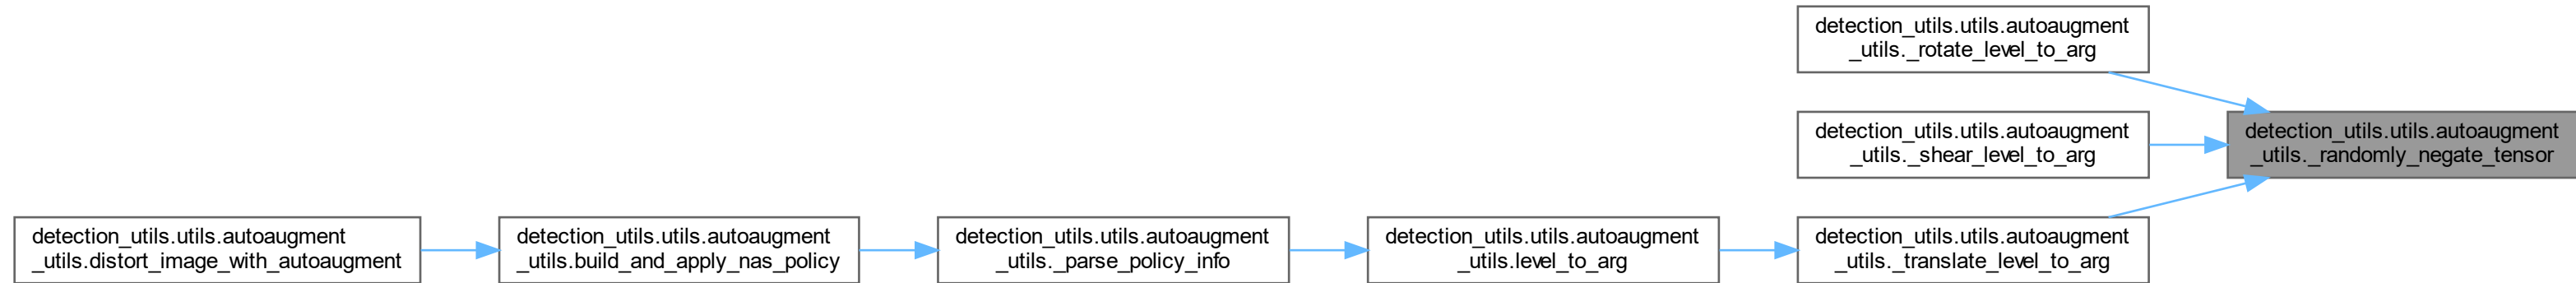 detection_utils.utils.autoaugment
_utils._rotate_level_to_arg
detection_utils.utils.autoaugment
_utils._shear_level_to_arg
detection_utils.utils.autoaugment
_utils._randomly_negate_tensor
detection_utils.utils.autoaugment
_utils.distort_image_with_autoaugment
detection_utils.utils.autoaugment
_utils.build_and_apply_nas_policy
detection_utils.utils.autoaugment
_utils._parse_policy_info
detection_utils.utils.autoaugment
_utils.level_to_arg
detection_utils.utils.autoaugment
_utils._translate_level_to_arg